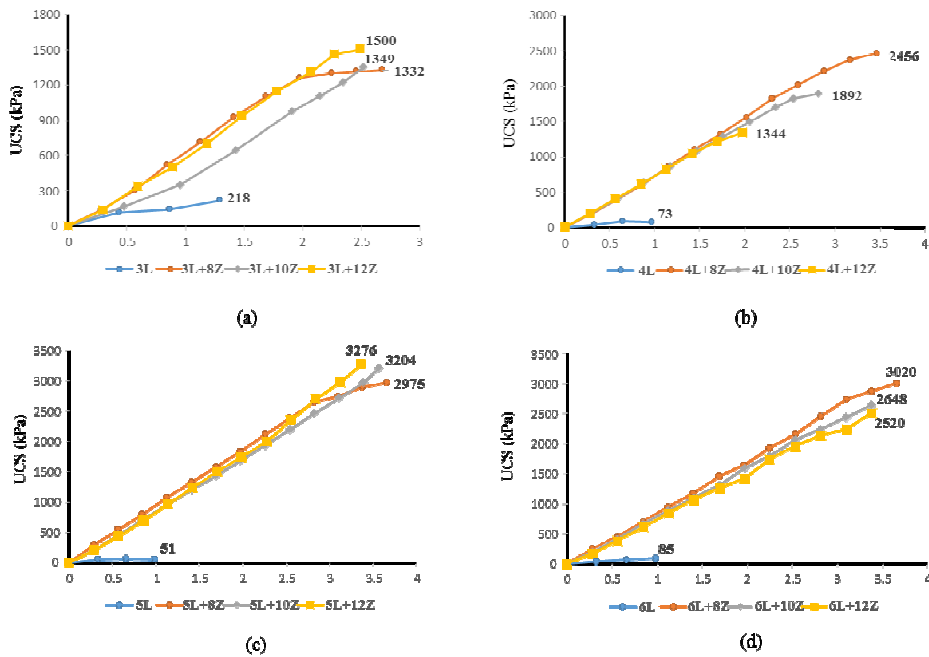 1800
1500
1200
900
600
300
0
UCS (kPa)
1500
1349
1332
218
0 0.5 1 1.5 2 2.5 3
3L 3L+8Z 3L+10Z 3L+12Z
(a)
3000
2500
2000
1500
1000
500
0
UCS (kPa)
2456
1892
1344
73
0 0.5 1 1.5 2 2.5 3 3.5 4
4L 4L+8Z 4L+10Z 4L+12Z
(b)
3500
3000
2500
2000
1500
1000
500
0
UCS (kPa)
3276
3204
2975
51
0 0.5 1 1.5 2 2.5 3 3.5 4
5L 5L+8Z 5L+10Z 5L+12Z
(c)
3500
3000
2500
2000
1500
1000
500
0
UCS (kPa)
3020
2648
2520
85
0 0.5 1 1.5 2 2.5 3 3.5 4
6L 6L+8Z 6L+10Z 6L+12Z
(d)